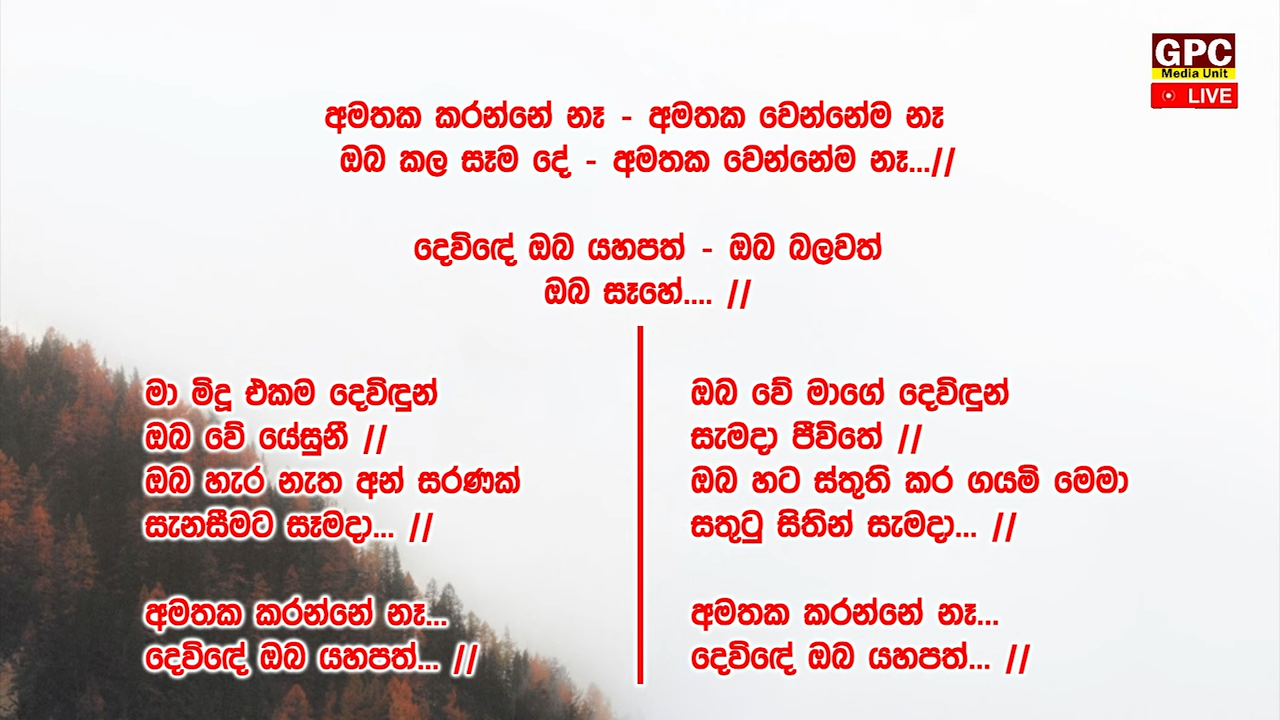 GPC
Media Unit
LIVE
අමතක කරන්නේ නෑ - අමතක වෙන්නේම නෑ
ඔබ කල සෑම දේ - අමතක වෙන්නේම නෑ...//
දෙවිඳේ ඔබ යහපත් - ඔබ බලවත්
ඔබ සෑහේ.... //
මා මිදූ එකම දෙවිඳුන්
ඔබ වේ යේසුනී //
ඔබ හැර නැත අන් සරණක්
සැනසීමට සෑමදා... //
අමතක කරන්නේ නෑ...
දෙවිඳේ ඔබ යහපත්... //
ඔබ වේ මාගේ දෙවිඳුන්
සැමදා ජීවිතේ //
ඔබ හට ස්තුති කර ගයමි මෙමා
සතුටු සිතින් සැමදා... //
අමතක කරන්නේ නෑ...
දෙවිඳේ ඔබ යහපත්... //